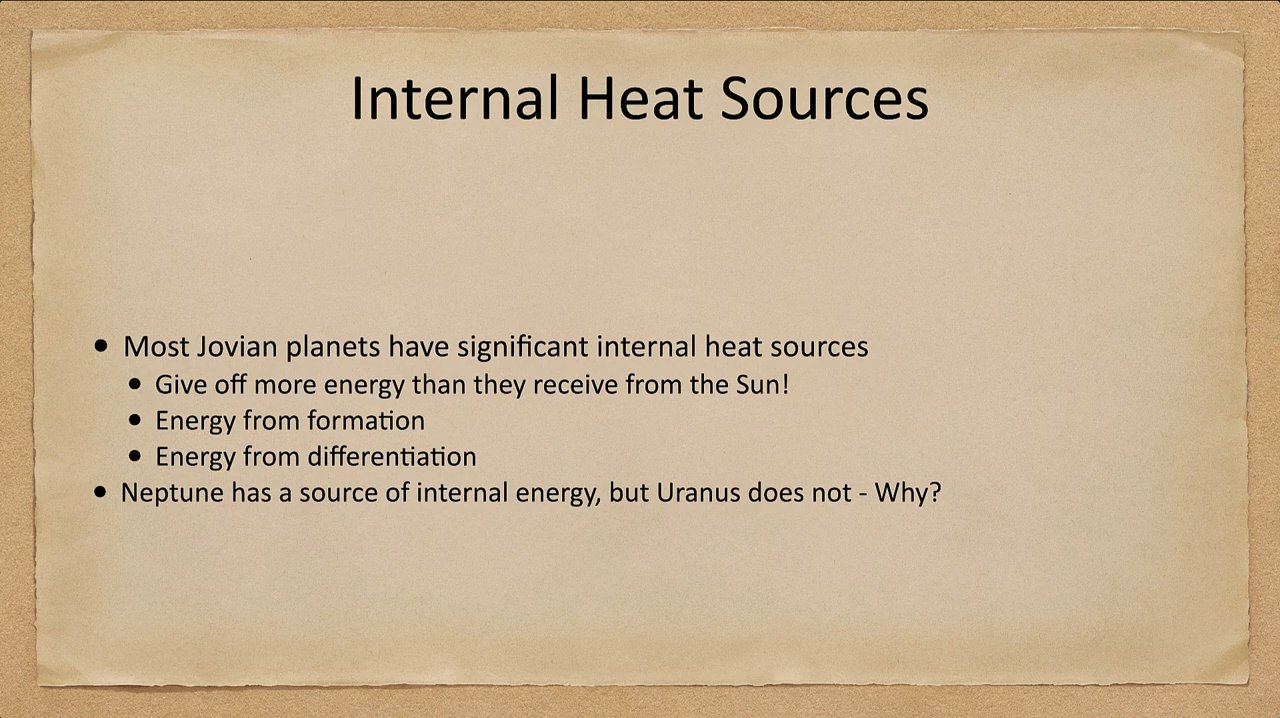 Internal Heat Sources
• Most Jovian planets have significant internal heat sources
• Give off more energy than they receive from the Sun!
• Energy from formation
• Energy from differentiation
• Neptune has a source of internal energy, but Uranus does not - Why?